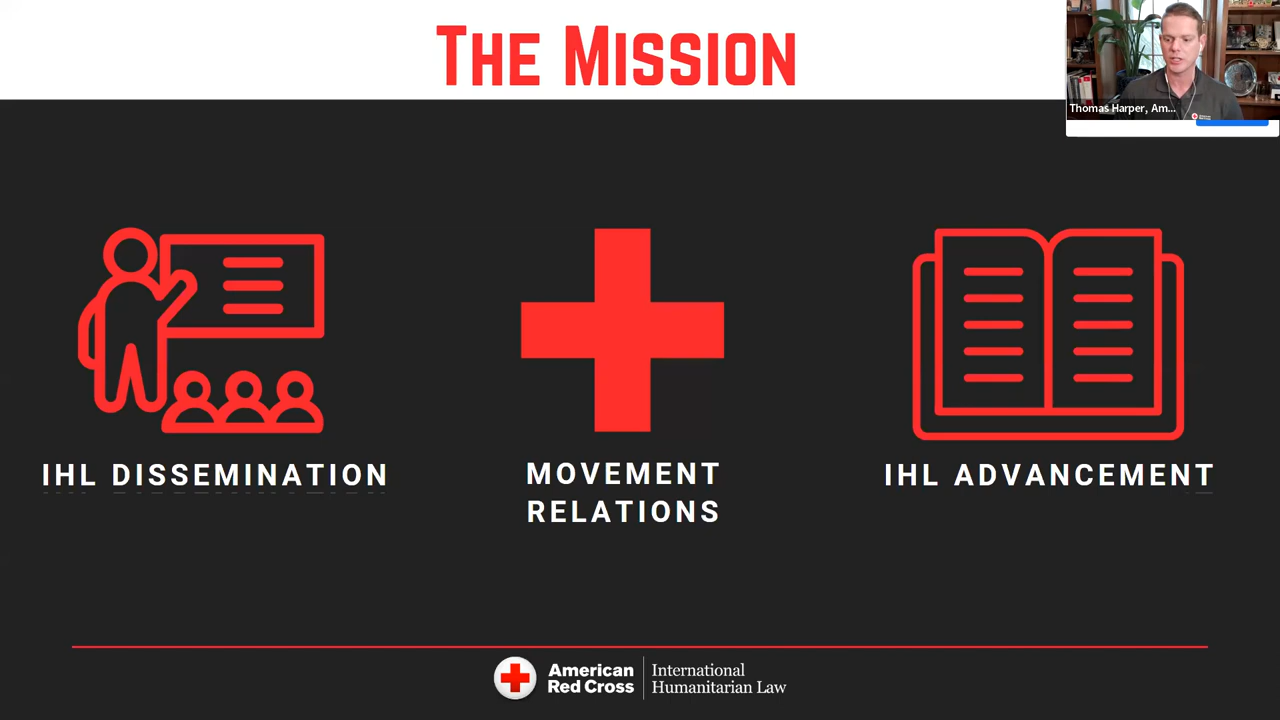 THE MISSION
Thomas Harper, Am...
IHL DISSEMINATION
MOVEMENT
RELATIONS
IHL ADVANCEMENT
American
Red Cross
International
Humanitarian Law